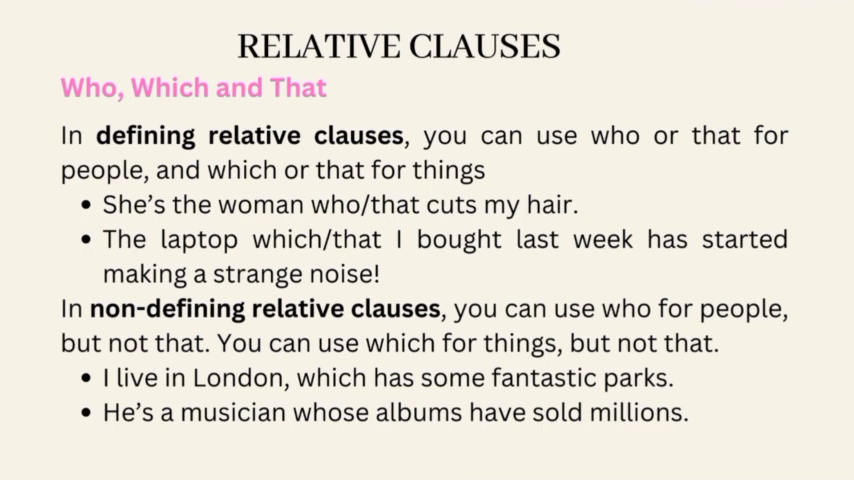 RELATIVE CLAUSES
Who, Which and That
In defining relative clauses, you can use who or that for
people, and which or that for things
• She’s the woman who/that cuts my hair.
• The laptop which/that I bought last week has started
making a strange noise!
In non-defining relative clauses, you can use who for people,
but not that. You can use which for things, but not that.
• I live in London, which has some fantastic parks.
• He’s a musician whose albums have sold millions.